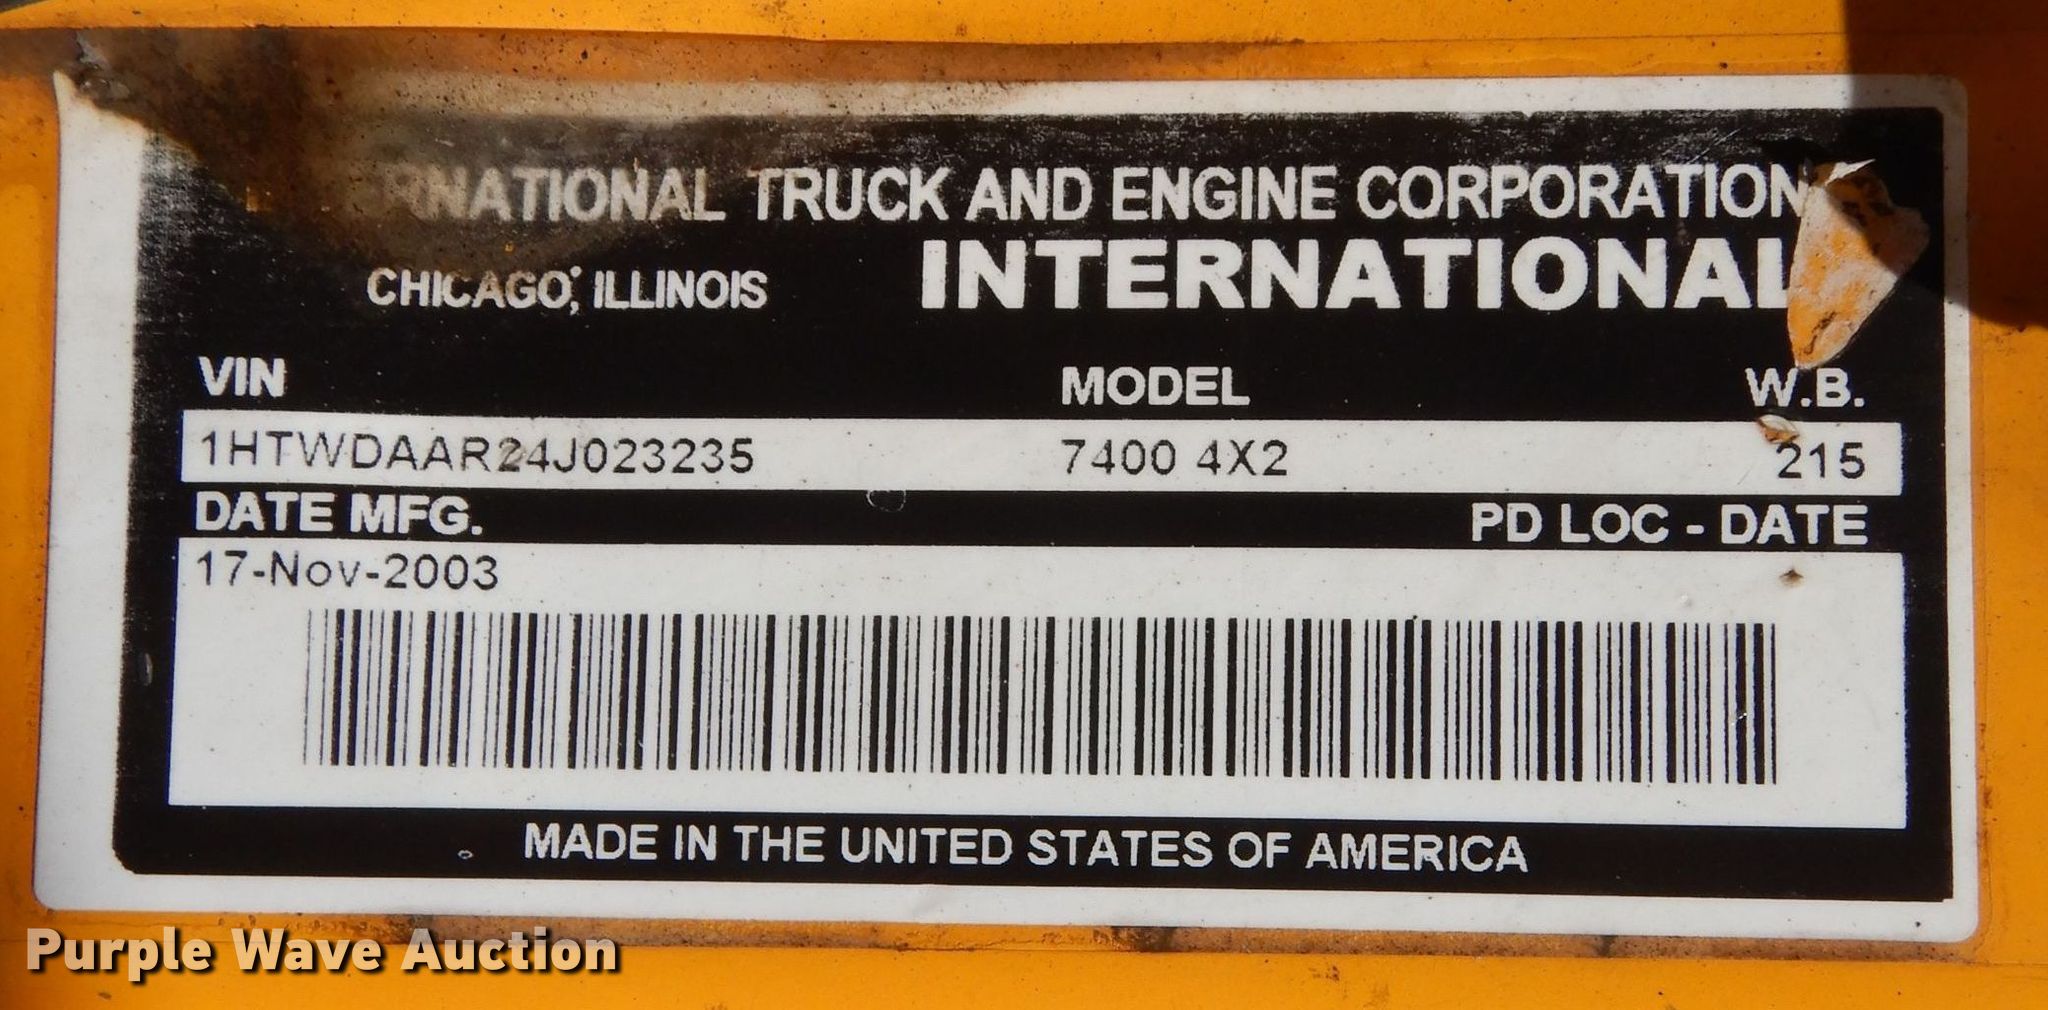 INTERNATIONAL TRUCK AND ENGINE CORPORATION
CHICAGO, ILLINOIS INTERNATIONAL
VIN MODEL W.B.
1HTWDAAR24J023235 7400 4X2 215
DATE MFG. PD LOC - DATE
17-Nov-2003
MADE IN THE UNITED STATES OF AMERICA
Purple Wave Auction